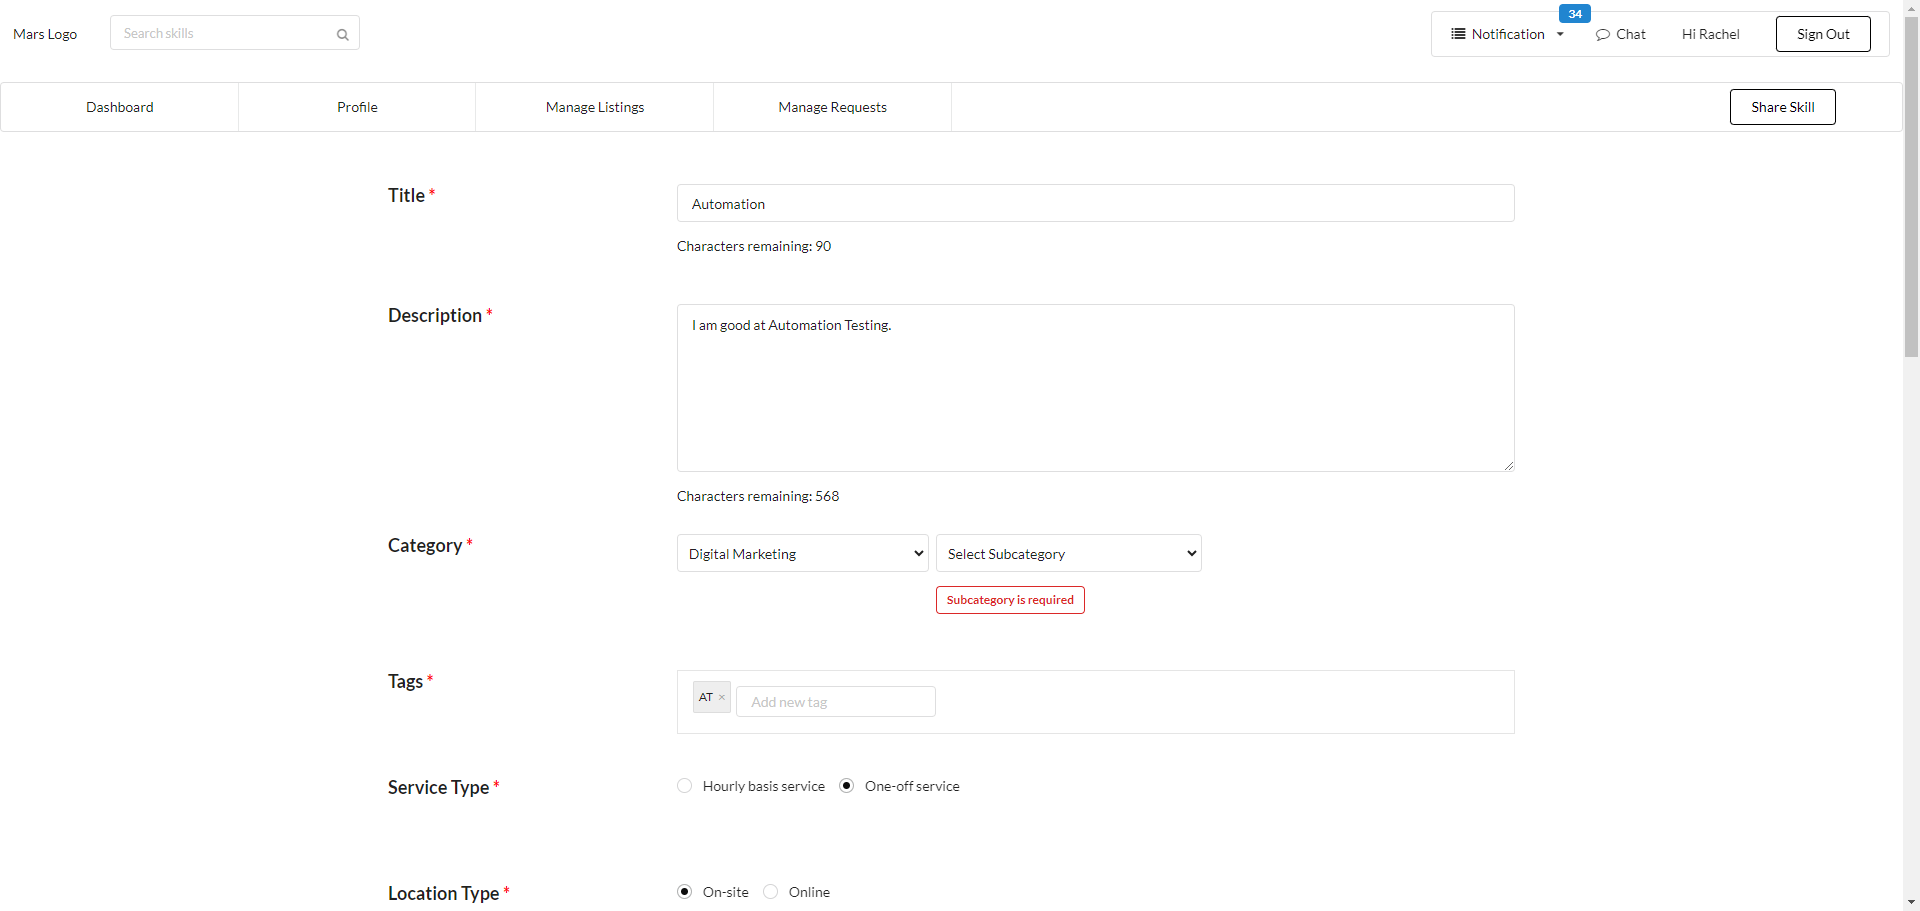 Mars Logo
Search skills
34
Notification
Chat
Hi Rachel
Sign Out
Dashboard
Profile
Manage Listings
Manage Requests
Share Skill
Title *
Automation
Characters remaining: 90
Description *
I am good at Automation Testing.
Characters remaining: 568
Category *
Digital Marketing
Select Subcategory
Subcategory is required
Tags *
AT ×
Add new tag
Service Type *
Hourly basis service
One-off service
Location Type *
On-site
Online